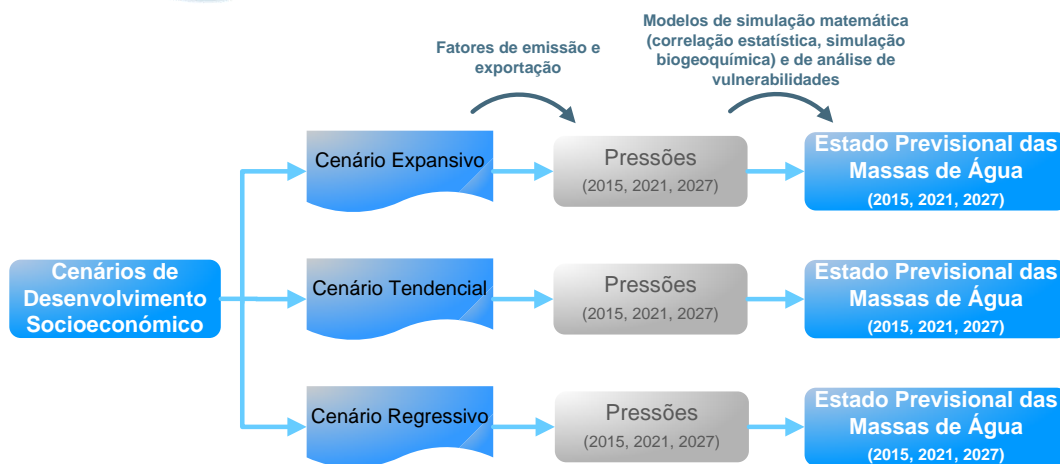 Fatores de emissão e
exportação
Modelos de simulação matemática
(correlação estatística, simulação
biogeoquímica) e de análise de
vulnerabilidades
Cenários de
Desenvolvimento
Socioeconómico
Cenário Expansivo
Pressões
(2015, 2021, 2027)
Estado Previsional das
Massas de Água
(2015, 2021, 2027)
Cenário Tendencial
Pressões
(2015, 2021, 2027)
Estado Previsional das
Massas de Água
(2015, 2021, 2027)
Cenário Regressivo
Pressões
(2015, 2021, 2027)
Estado Previsional das
Massas de Água
(2015, 2021, 2027)